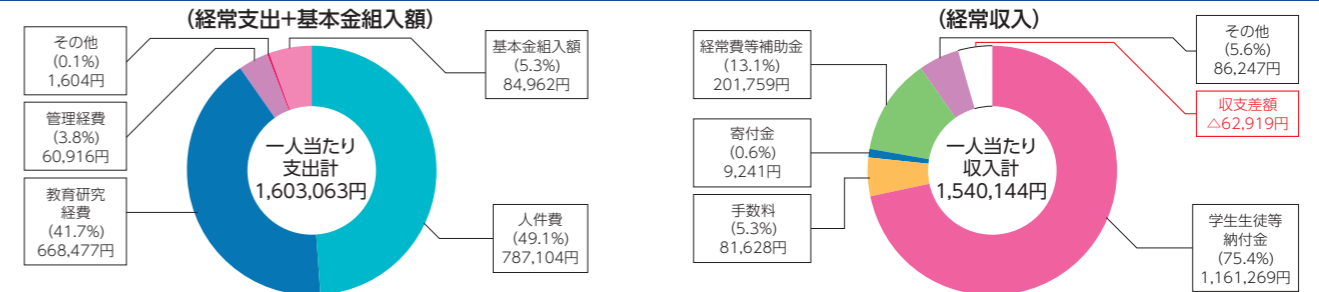 (経常支出+基本金組入額)
その他
(0.1%)
1,604円
管理経費
(3.8%)
60,916円
教育研究
経費
(41.7%)
668,477円
基本金組入額
(5.3%)
84,962円
人件費
(49.1%)
787,104円
一人当たり
支出計
1,603,063円
(経常収入)
経常費等補助金
(13.1%)
201,759円
寄付金
(0.6%)
9,241円
手数料
(5.3%)
81,628円
その他
(5.6%)
86,247円
収支差額
△62,919円
学生生徒等
納付金
(75.4%)
1,161,269円
一人当たり
収入計
1,540,144円